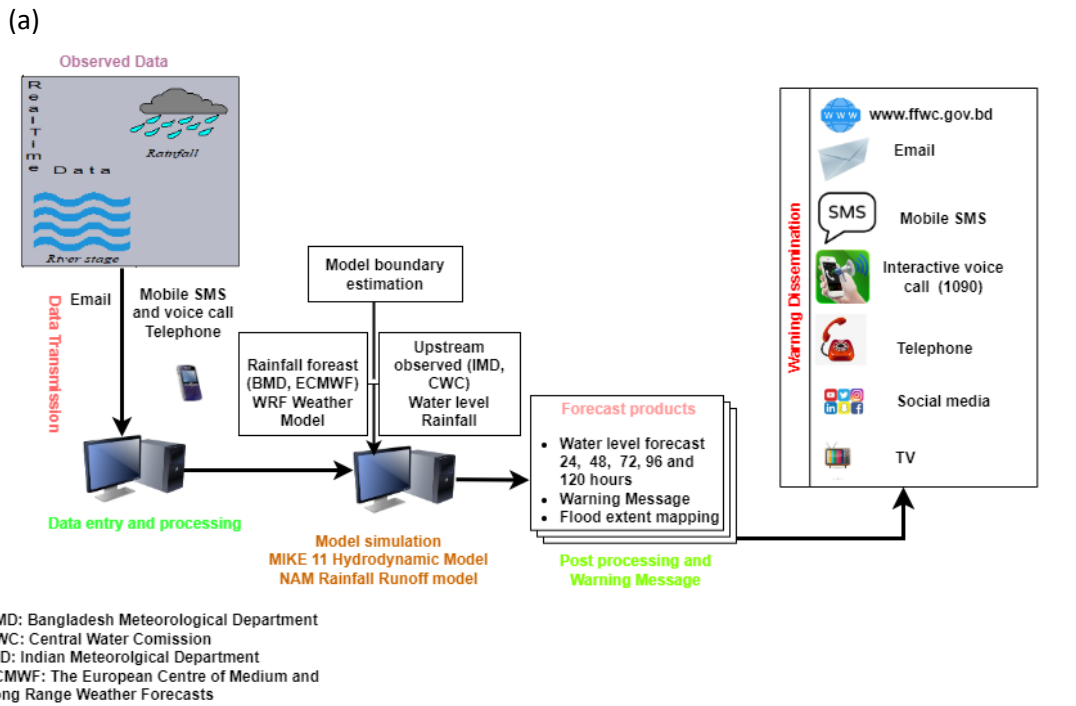 (a)
Observed Data
RealTime
Data
Rainfall
River stage
Data Transmission
Email
Mobile SMS
and voice call
Telephone
Data entry and processing
Model boundary
estimation
Rainfall foreast
(BMD, ECMWF)
WRF Weather
Model
Upstream
observed (IMD,
CWC)
Water level
Rainfall
Model simulation
MIKE 11 Hydrodynamic Model
NAM Rainfall Runoff model
Forecast products
• Water level forecast
24, 48, 72, 96 and
120 hours
• Warning Message
• Flood extent mapping
Post processing and
Warning Message
Warning Dissemination
WWW
www.ffwc.gov.bd
Email
SMS
Mobile SMS
Interactive voice
call (1090)
Telephone
Social media
TV
MD: Bangladesh Meteorological Department
WC: Central Water Comission
D: Indian Meteorolgical Department
CMWF: The European Centre of Medium and
ong Range Weather Forecasts